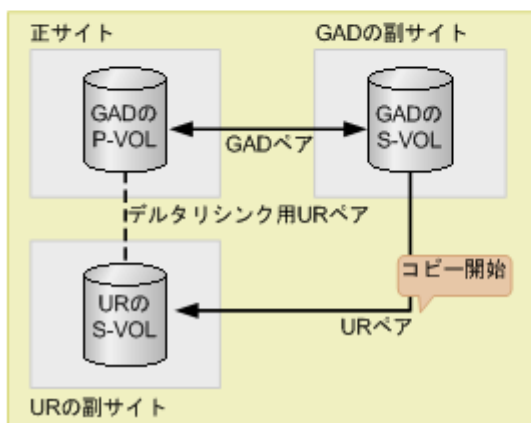 正サイト
GADの副サイト
GADの
P-VOL
GADの
S-VOL
GADペア
デルタリシンク用URペア
コピー開始
URの
S-VOL
URペア
URの副サイト